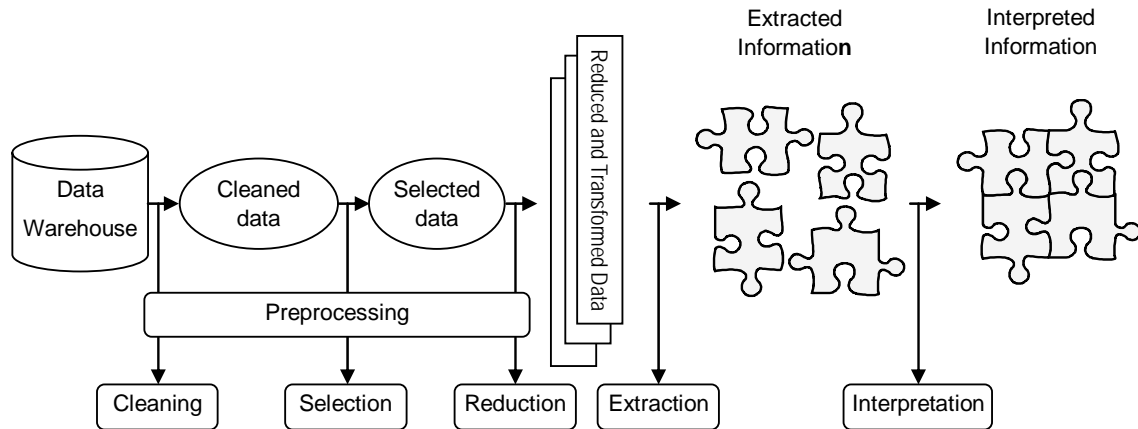 Extracted
Information
Interpreted
Information
Reduced and Transformed Data
Data
Warehouse
Cleaned
data
Selected
data
Preprocessing
Cleaning
Selection
Reduction
Extraction
Interpretation